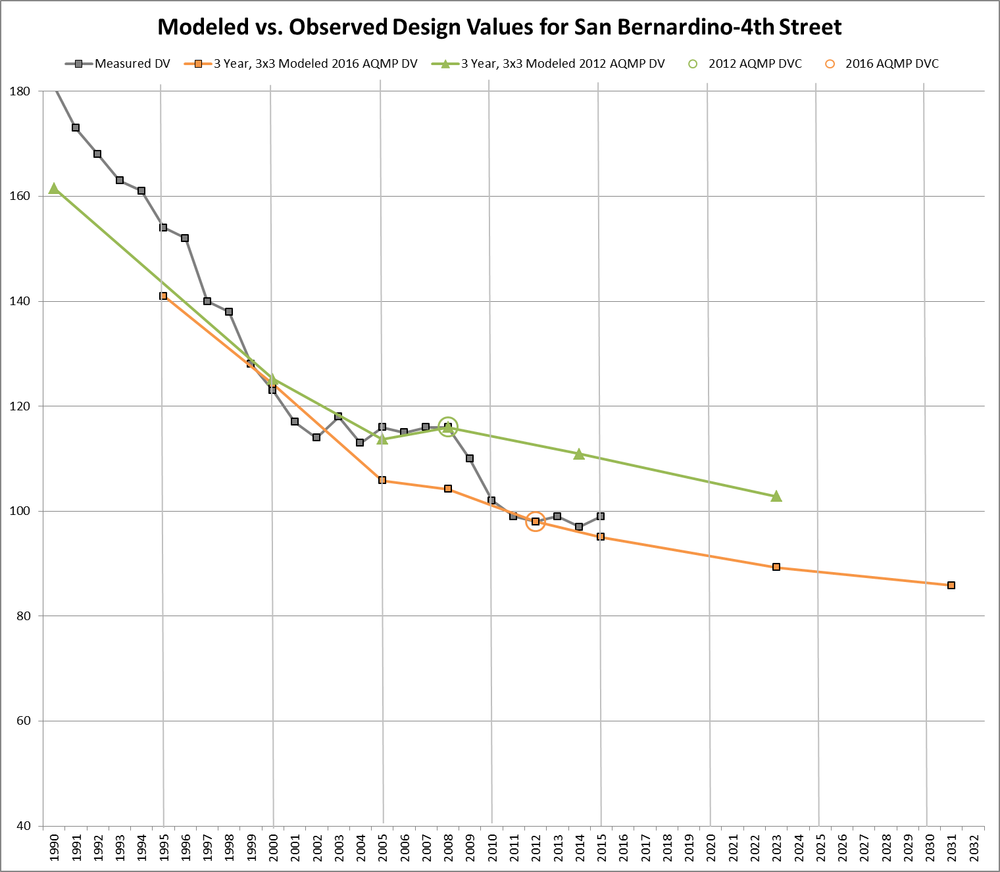 Modeled vs. Observed Design Values for San Bernardino-4th Street
Measured DV 3 Year, 3x3 Modeled 2016 AQMP DV 3 Year, 3x3 Modeled 2012 AQMP DV 2012 AQMP DVC 2016 AQMP DVC
180
160
140
120
100
80
60
40
1990 1991 1992 1993 1994 1995 1996 1997 1998 1999 2000 2001 2002 2003 2004 2005 2006 2007 2008 2009 2010 2011 2012 2013 2014 2015 2016 2017 2018 2019 2020 2021 2022 2023 2024 2025 2026 2027 2028 2029 2030 2031 2032